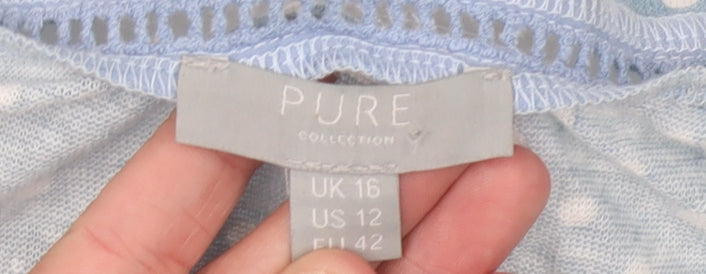 PURE
COLLECTION
UK 16
US 12
EU 42